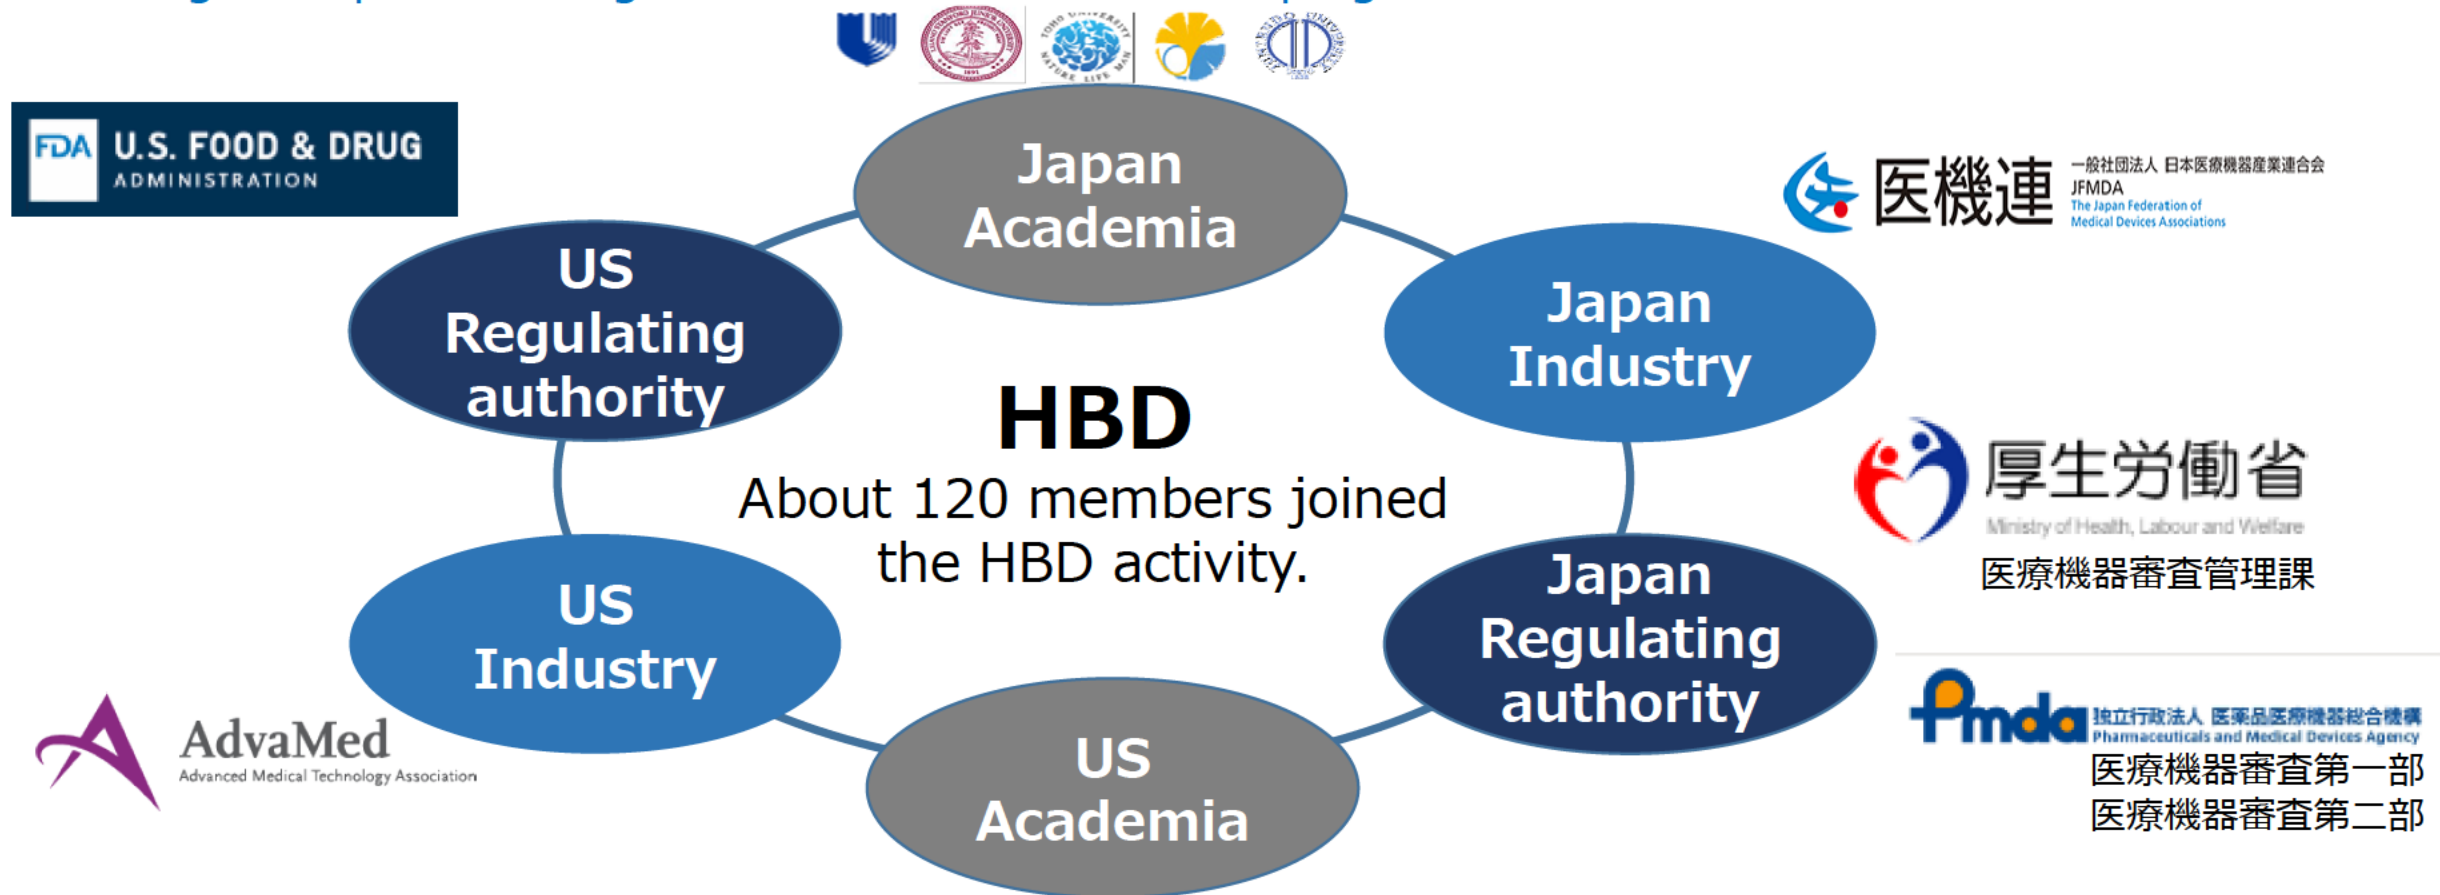 TOHO UNIVERSITY
NATURE LIFE MAN
FDA
U.S. FOOD & DRUG
ADMINISTRATION
Japan
Academia
医機連
一般社団法人 日本医療機器産業連合会
JFMDA
The Japan Federation of
Medical Devices Associations
US
Regulating
authority
Japan
Industry
HBD
About 120 members joined
the HBD activity.
厚生労働省
Ministry of Health, Labour and Welfare
医療機器審査管理課
US
Industry
Japan
Regulating
authority
AdvaMed
Advanced Medical Technology Association
Pmda
独立行政法人 医薬品医療機器総合機構
Pharmaceuticals and Medical Devices Agency
医療機器審査第一部
医療機器審査第二部
US
Academia